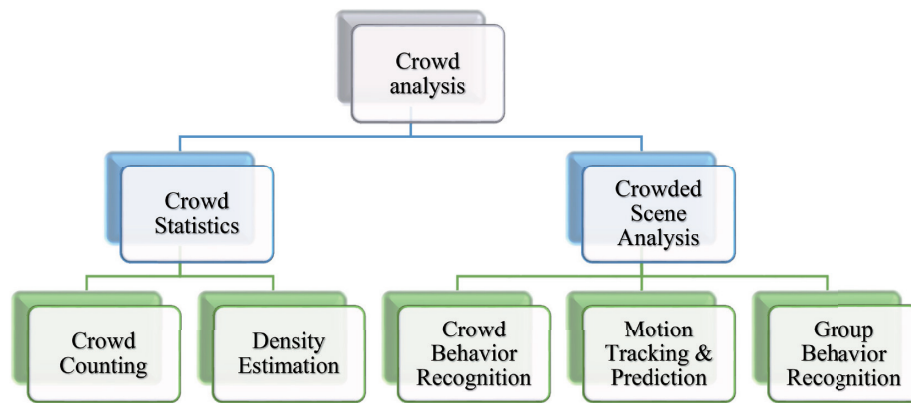 Crowd
analysis
Crowd
Statistics
Crowded
Scene
Analysis
Crowd
Counting
Density
Estimation
Crowd
Behavior
Recognition
Motion
Tracking &
Prediction
Group
Behavior
Recognition